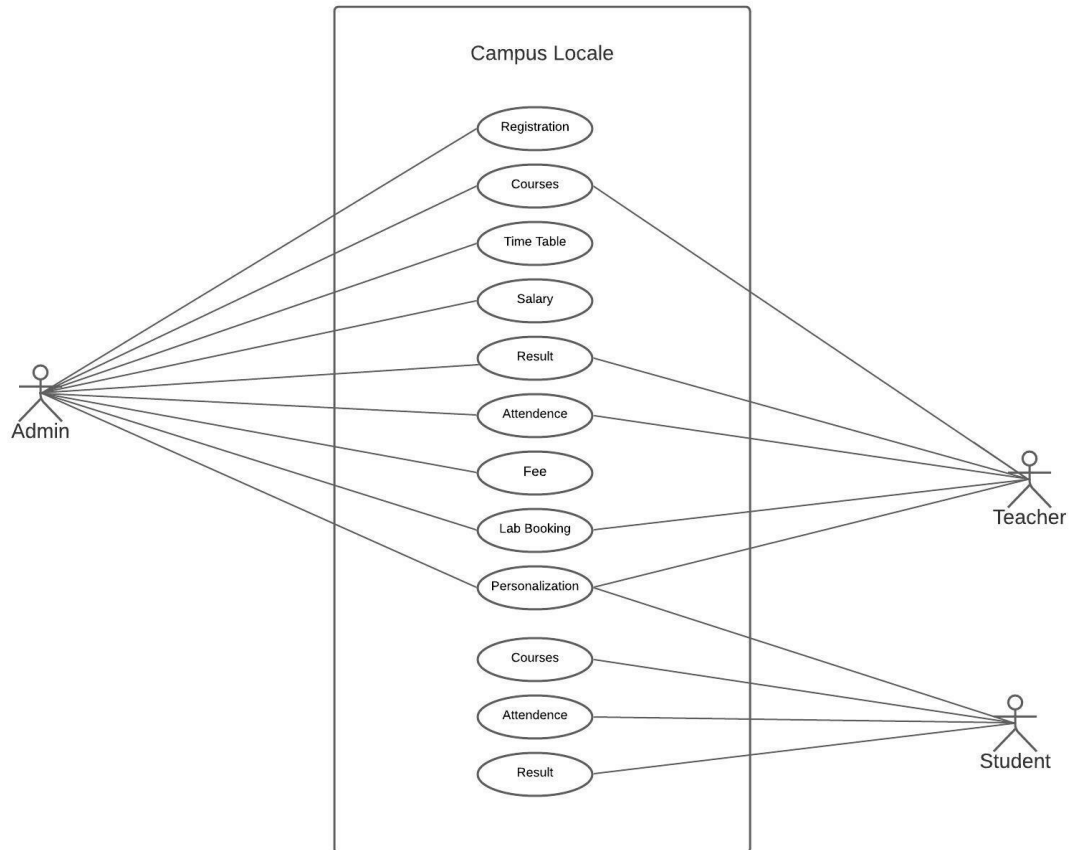 Campus Locale
Registration
Courses
Time Table
Salary
Result
Admin
Attendence
Fee
Teacher
Lab Booking
Personalization
Courses
Attendence
Student
Result